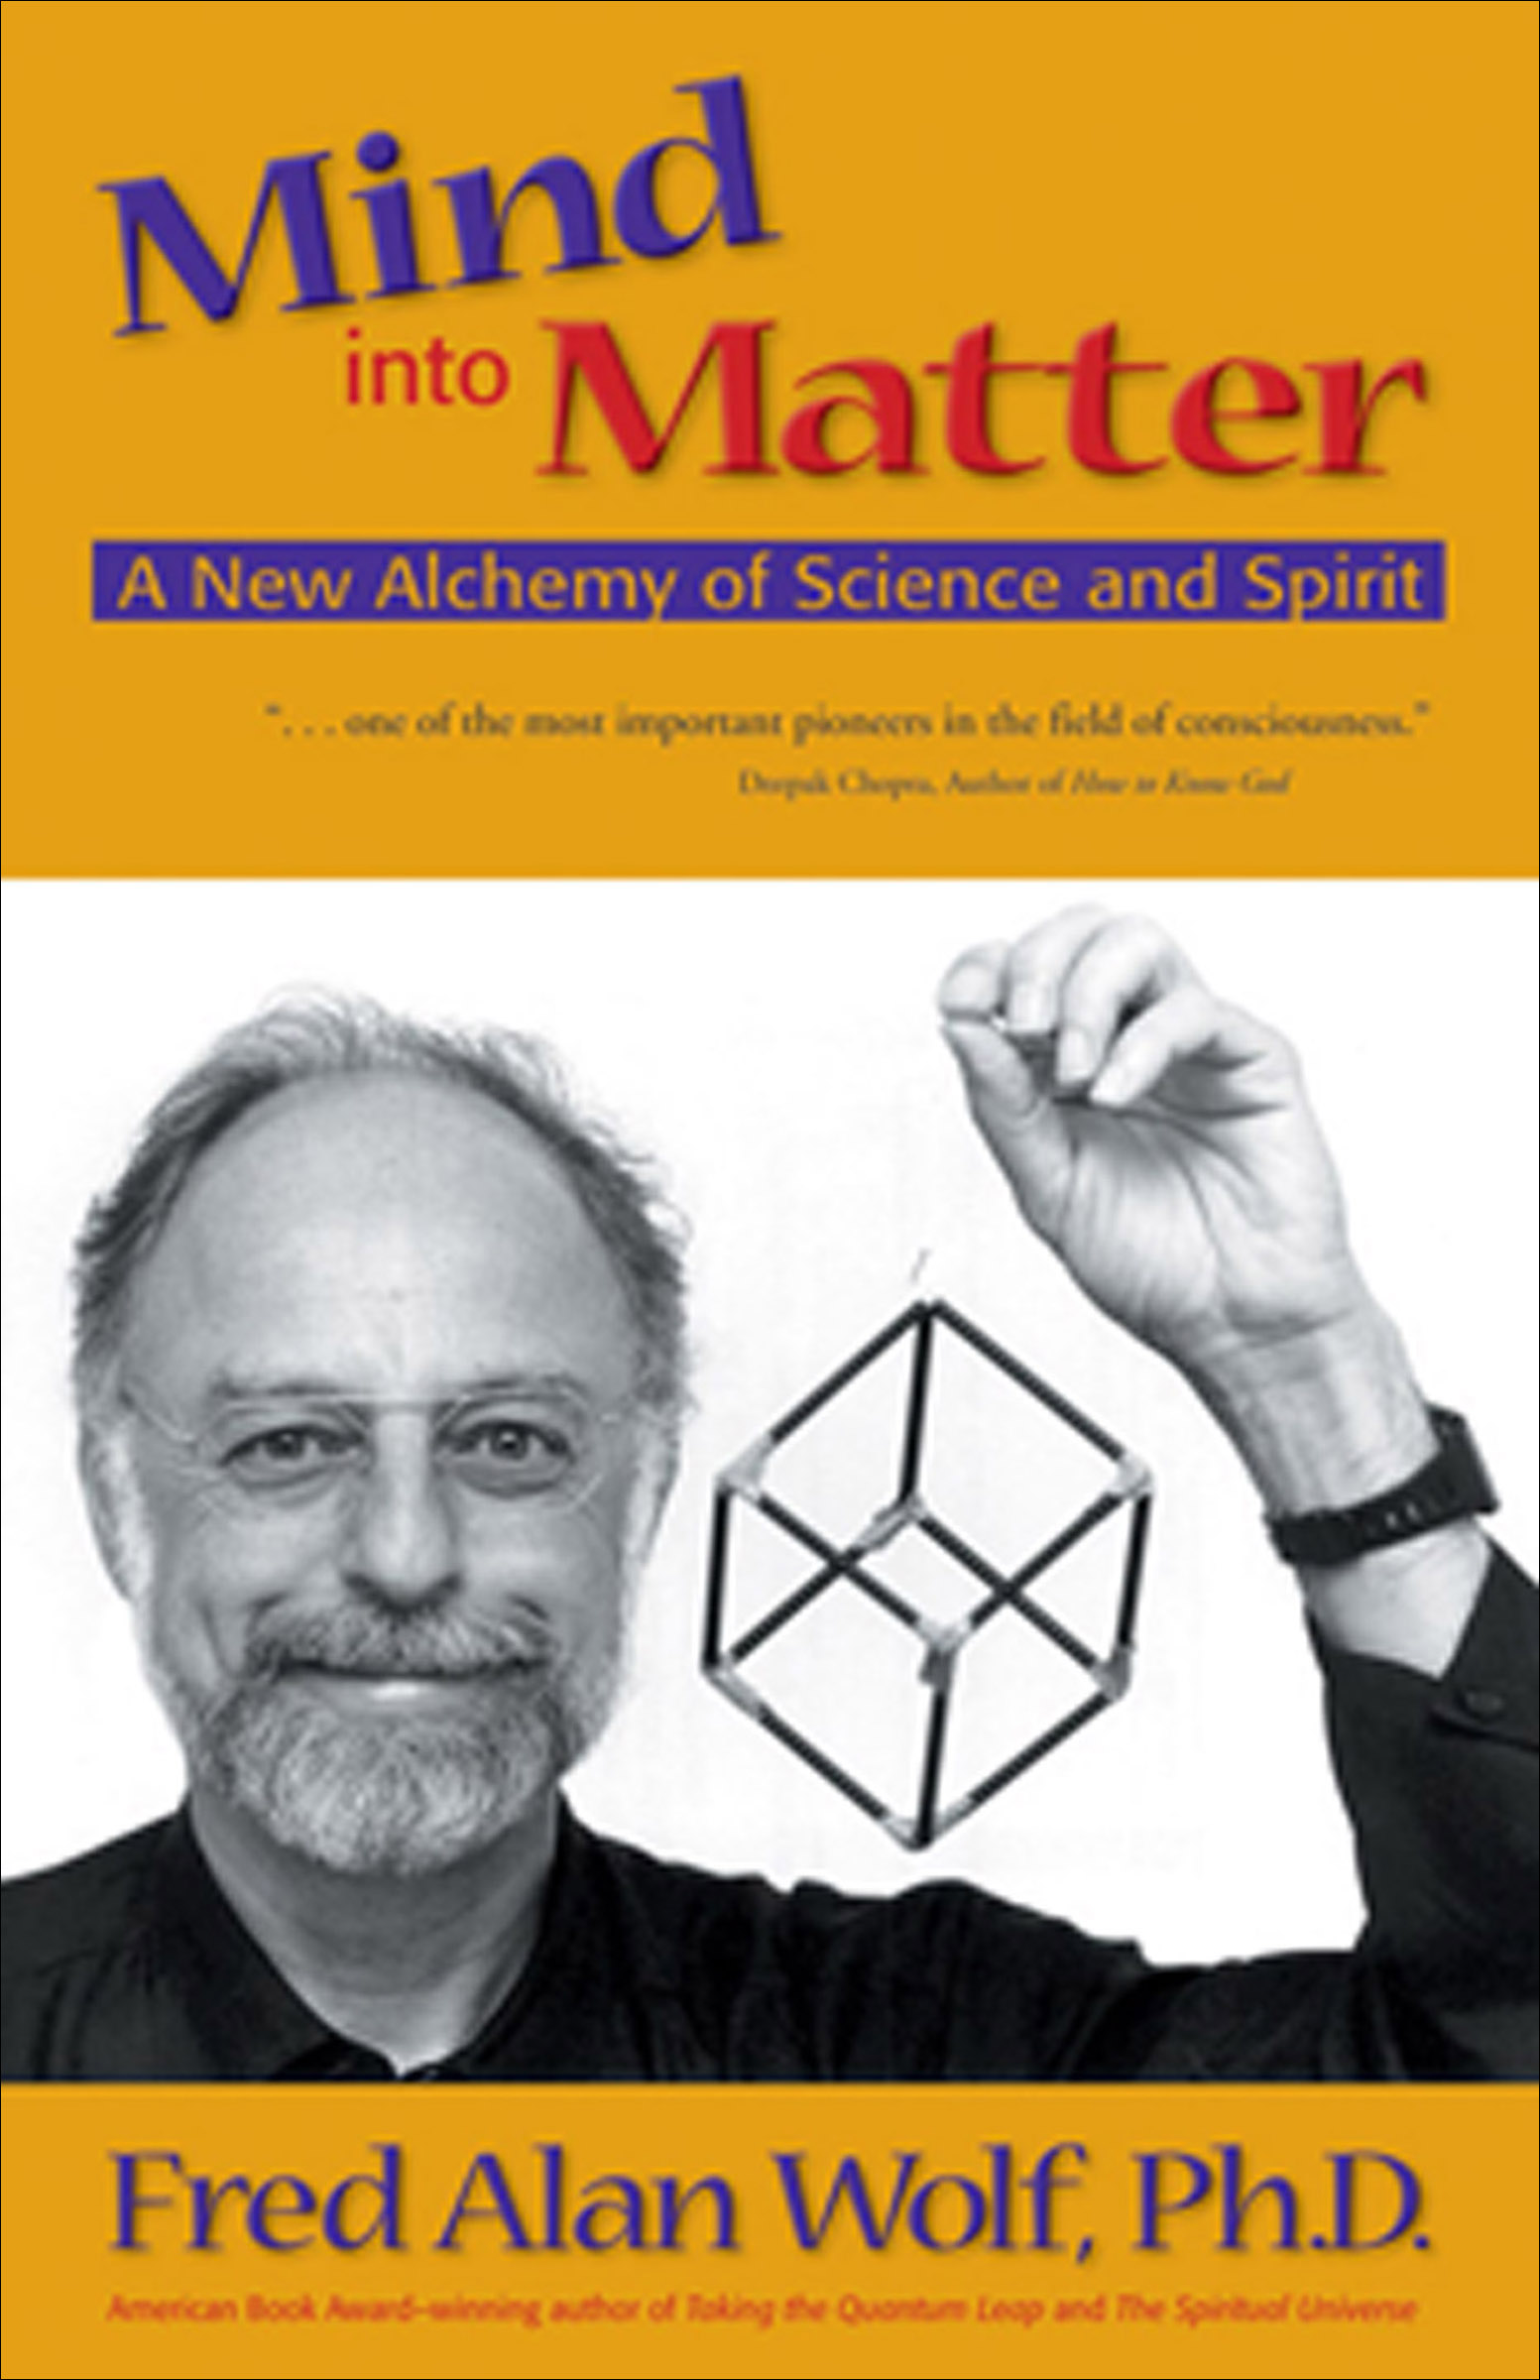 Mind
into Matter
A New Alchemy of Science and Spirit
". . . one of the most important pioneers in the field of consciousness."
Deepak Chopra, Author of How to Know God
Fred Alan Wolf, Ph.D.
American Book Award–winning author of Taking the Quantum Leap and The Spiritual Universe